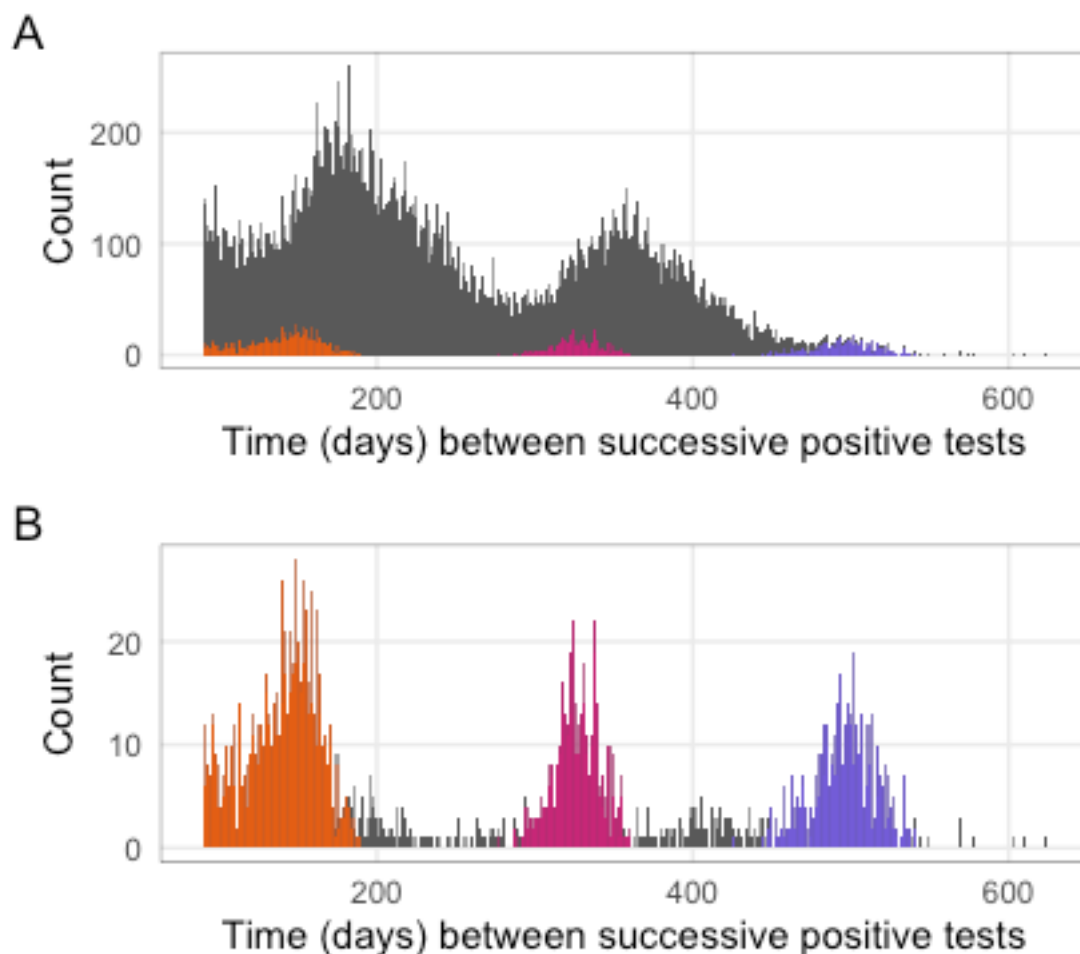 A
Count
200
100
0
200 400 600
Time (days) between successive positive tests
B
Count
20
10
0
200 400 600
Time (days) between successive positive tests